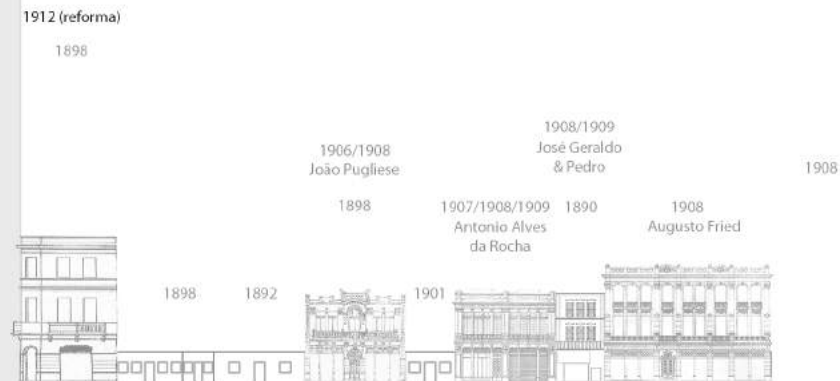 1912 (reforma)
1898
1898
1892
1906/1908
João Pugliese
1898
1901
1907/1908/1909
Antonio Alves
da Rocha
1908/1909
José Geraldo
& Pedro
1890
1908
Augusto Fried
1908